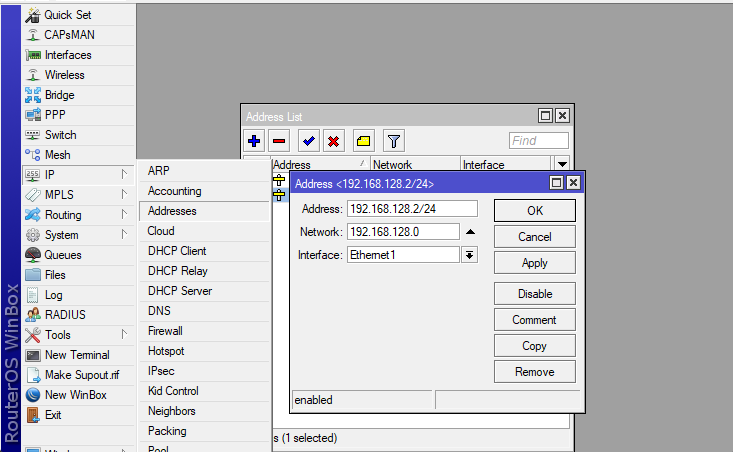 RouterOS WinBox
Quick Set
CAPsMAN
Interfaces
Wireless
Bridge
PPP
Switch
Mesh
IP
MPLS
Routing
System
Queues
Files
Log
RADIUS
Tools
New Terminal
Make Supout.rif
New WinBox
Exit
ARP
Accounting
Addresses
Cloud
DHCP Client
DHCP Relay
DHCP Server
DNS
Firewall
Hotspot
IPsec
Kid Control
Neighbors
Packing
Pool
Address List
Find
Address / Network Interface
Address <192.168.128.2/24>
Address: 192.168.128.2/24
Network: 192.168.128.0
Interface: Ethernet1
OK
Cancel
Apply
Disable
Comment
Copy
Remove
enabled
s (1 selected)